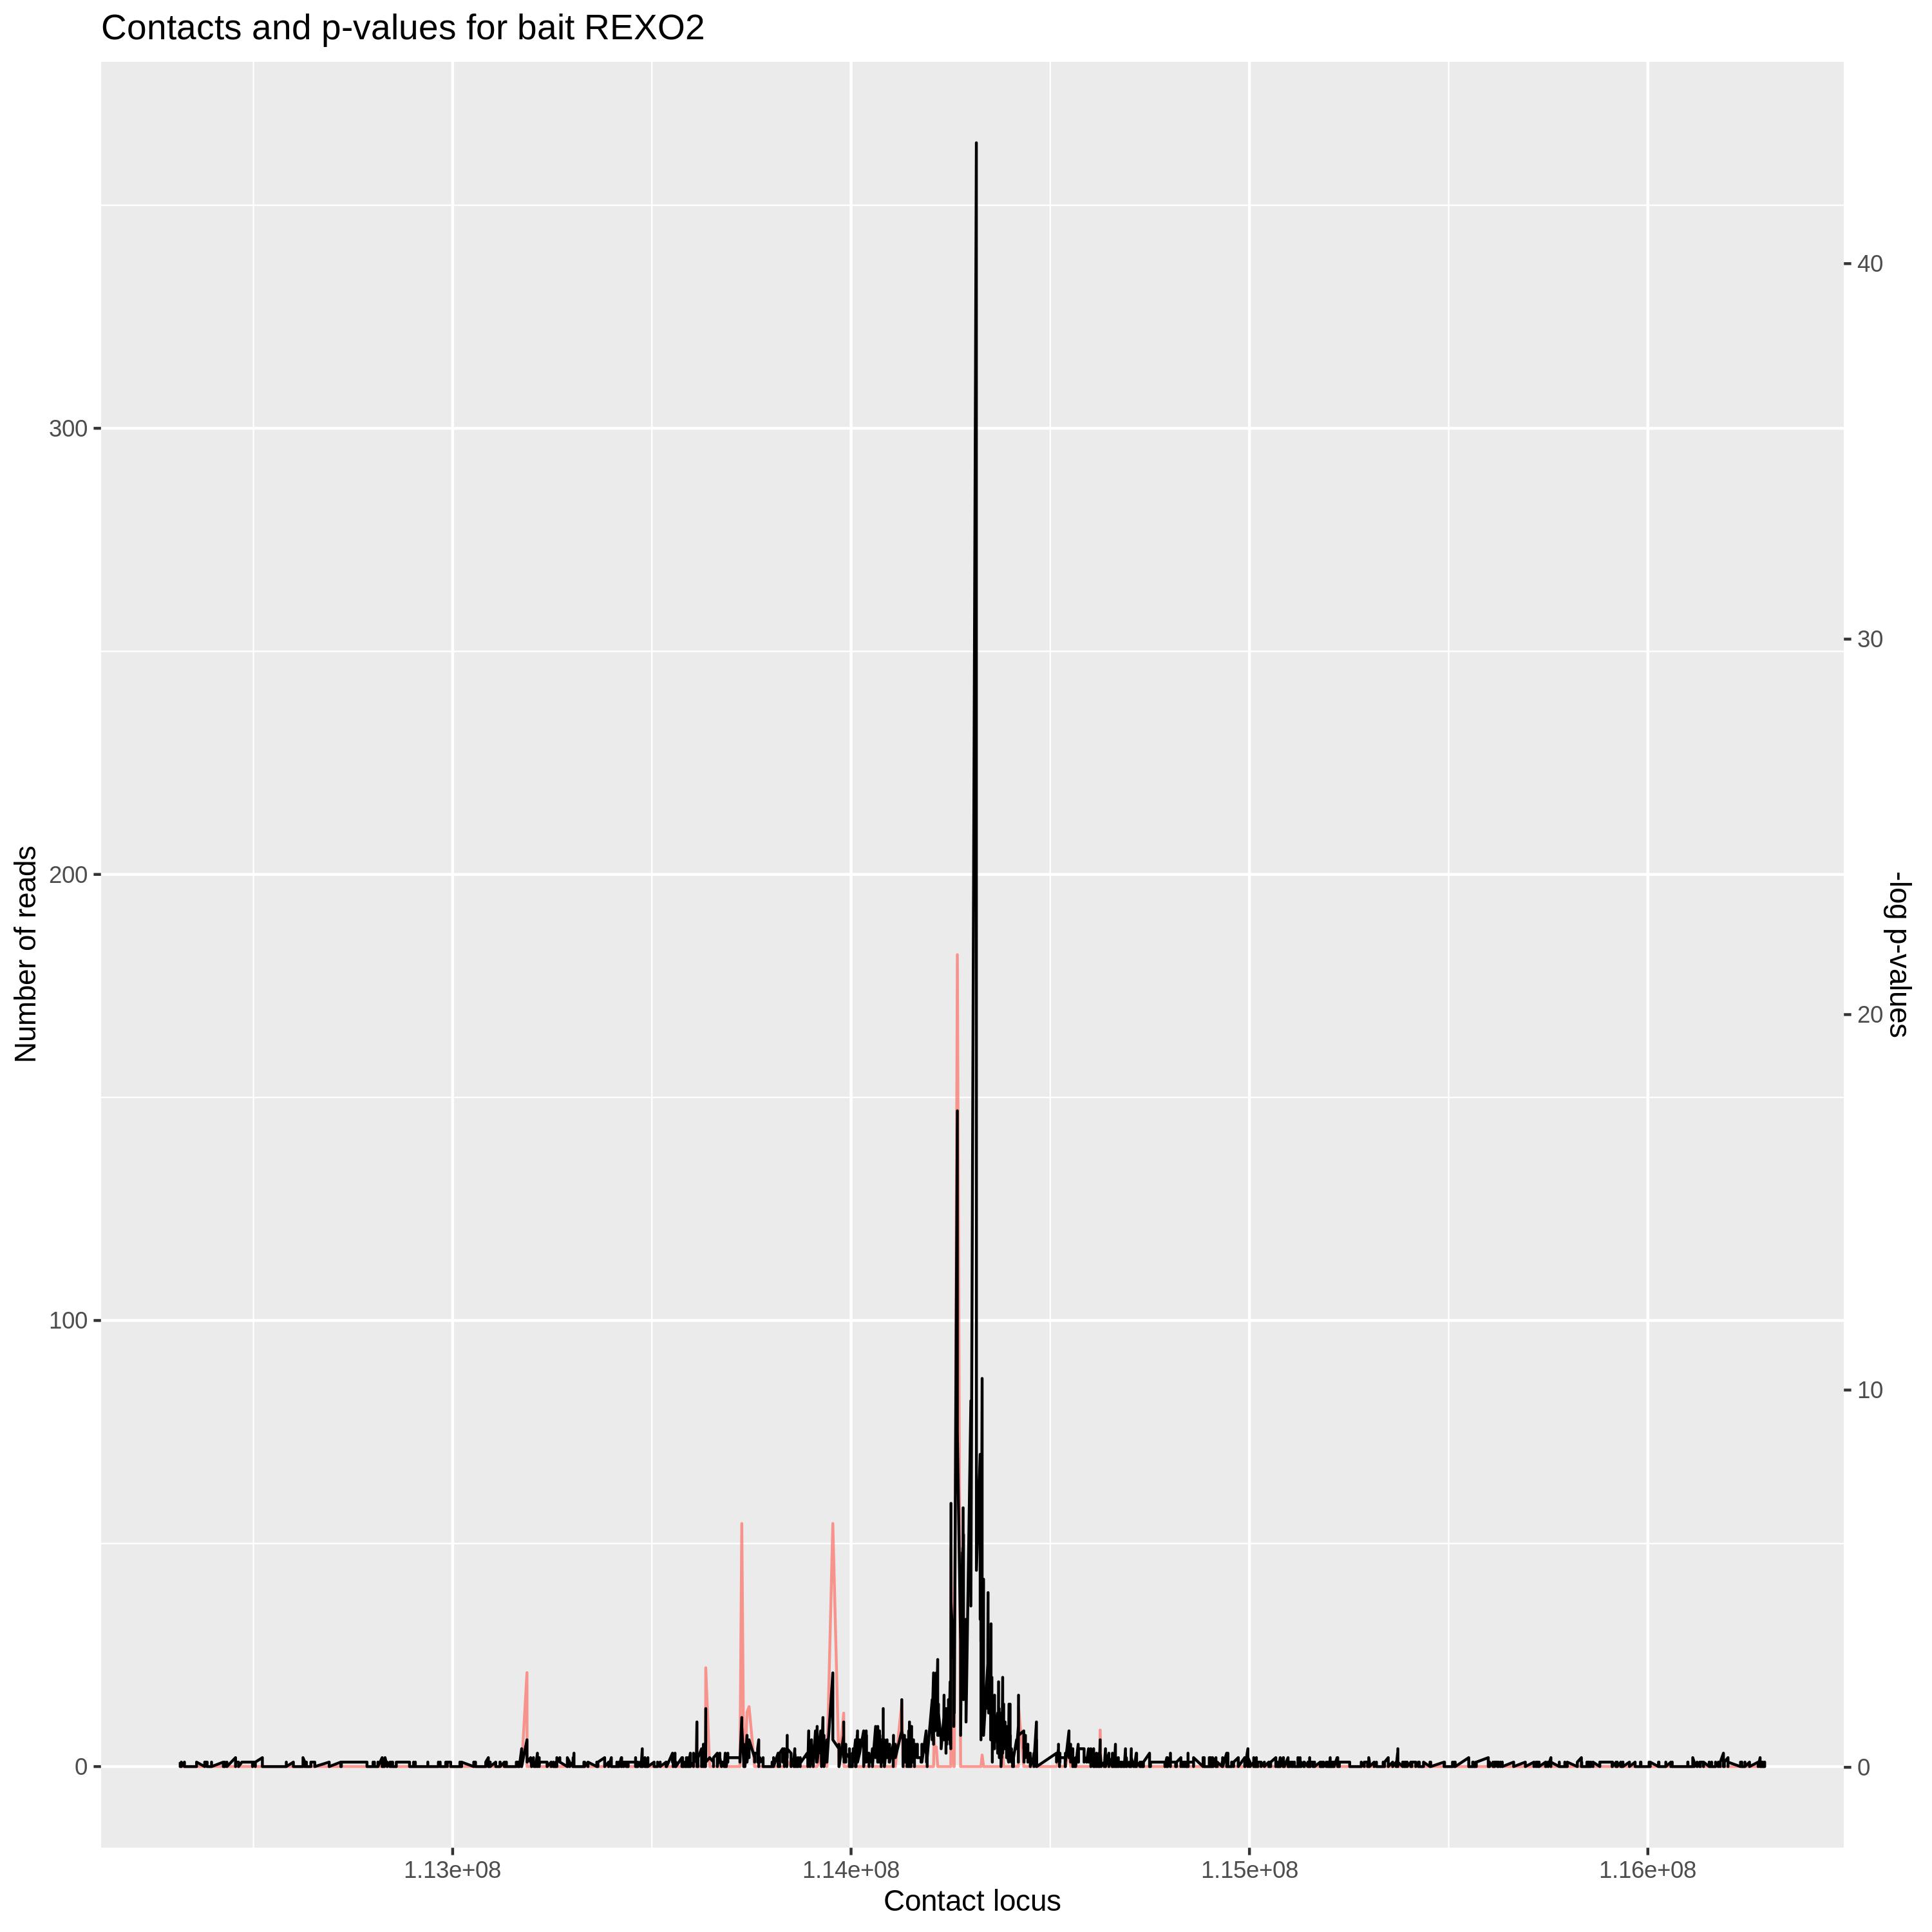 Contacts and p-values for bait REXO2
Number of reads
300
200
100
0
40
30
20
10
0
-log p-values
1.13e+08
1.14e+08
1.15e+08
1.16e+08
Contact locus